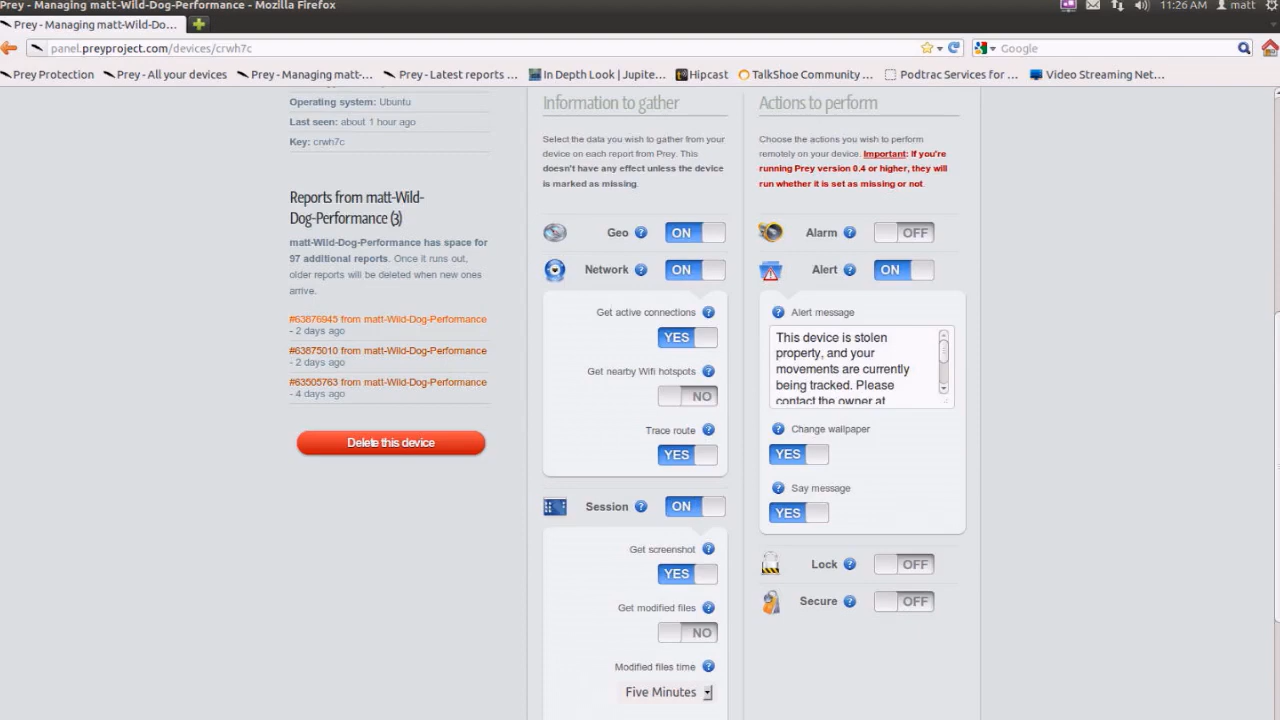 Prey - Managing matt-Wild-Dog-Performance - Mozilla Firefox
11:26 AM
matt
Prey - Managing matt-Wild-Do...
panel.preyproject.com/devices/crwh7c
Google
Prey Protection
Prey - All your devices
Prey - Managing matt-...
Prey - Latest reports ...
In Depth Look | Jupite...
Hipcast
TalkShoe Community ...
Podtrac Services for ...
Video Streaming Net...
Operating system: Ubuntu
Last seen: about 1 hour ago
Key: crwh7c
Reports from matt-Wild-
Dog-Performance (3)
matt-Wild-Dog-Performance has space for
97 additional reports. Once it runs out,
older reports will be deleted when new ones
arrive.
#63876945 from matt-Wild-Dog-Performance
- 2 days ago
#63875010 from matt-Wild-Dog-Performance
- 2 days ago
#63505763 from matt-Wild-Dog-Performance
- 4 days ago
Delete this device
Information to gather
Select the data you wish to gather from your
device on each report from Prey. This
doesn't have any effect unless the device
is marked as missing.
Geo ? ON
Network ? ON
Get active connections ?
YES
Get nearby Wifi hotspots ?
NO
Trace route ?
YES
Session ? ON
Get screenshot ?
YES
Get modified files ?
NO
Modified files time ?
Five Minutes
Actions to perform
Choose the actions you wish to perform
remotely on your device. Important: If you're
running Prey version 0.4 or higher, they will
run whether it is set as missing or not.
Alarm ? OFF
Alert ? ON
? Alert message
This device is stolen
property, and your
movements are currently
being tracked. Please
contact the owner at
? Change wallpaper
YES
? Say message
YES
Lock ? OFF
Secure ? OFF